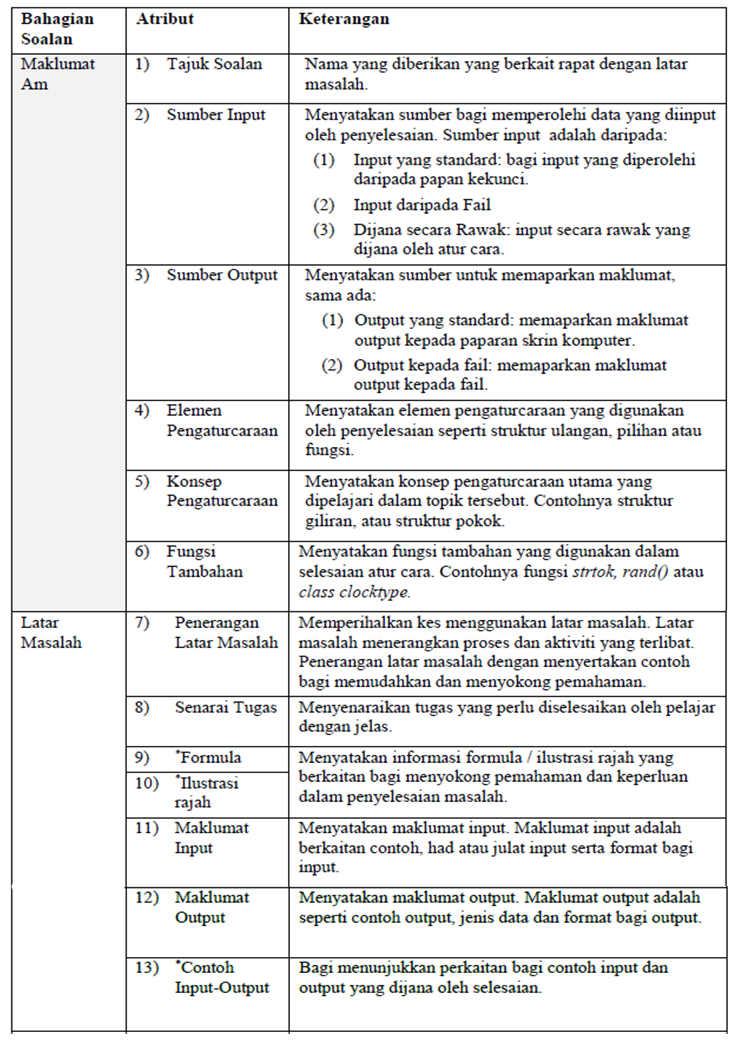 Bahagian Soalan
Atribut
Keterangan
Maklumat Am
1) Tajuk Soalan
Nama yang diberikan yang berkait rapat dengan latar
masalah.
2) Sumber Input
Menyatakan sumber bagi memperolehi data yang diinput
oleh penyelesaian. Sumber input adalah daripada:
(1) Input yang standard: bagi input yang diperolehi
daripada papan kekunci.
(2) Input daripada Fail
(3) Dijana secara Rawak: input secara rawak yang
dijana oleh atur cara.
3) Sumber Output
Menyatakan sumber untuk memaparkan maklumat,
sama ada:
(1) Output yang standard: memaparkan maklumat
output kepada paparan skrin komputer.
(2) Output kepada fail: memaparkan maklumat
output kepada fail.
4) Elemen
Pengaturcaraan
Menyatakan elemen pengaturcaraan yang digunakan
oleh penyelesaian seperti struktur ulangan, pilihan atau
fungsi.
5) Konsep
Pengaturcaraan
Menyatakan konsep pengaturcaraan utama yang
dipelajari dalam topik tersebut. Contohnya struktur
giliran, atau struktur pokok.
6) Fungsi
Tambahan
Menyatakan fungsi tambahan yang digunakan dalam
selesaian atur cara. Contohnya fungsi strtok, rand() atau
class clocktype.
Latar
Masalah
7) Penerangan
Latar Masalah
Memperihalkan kes menggunakan latar masalah. Latar
masalah menerangkan proses dan aktiviti yang terlibat.
Penerangan latar masalah dengan menyertakan contoh
bagi memudahkan dan menyokong pemahaman.
8) Senarai Tugas
Menyenaraikan tugas yang perlu diselesaikan oleh pelajar
dengan jelas.
9) *Formula
10) *Ilustrasi
rajah
Menyatakan informasi formula / ilustrasi rajah yang
berkaitan bagi menyokong pemahaman dan keperluan
dalam penyelesaian masalah.
11) Maklumat
Input
Menyatakan maklumat input. Maklumat input adalah
berkaitan contoh, had atau julat input serta format bagi
input.
12) Maklumat
Output
Menyatakan maklumat output. Maklumat output adalah
seperti contoh output, jenis data dan format bagi output.
13) *Contoh
Input-Output
Bagi menunjukkan perkaitan bagi contoh input dan
output yang dijana oleh selesaian.